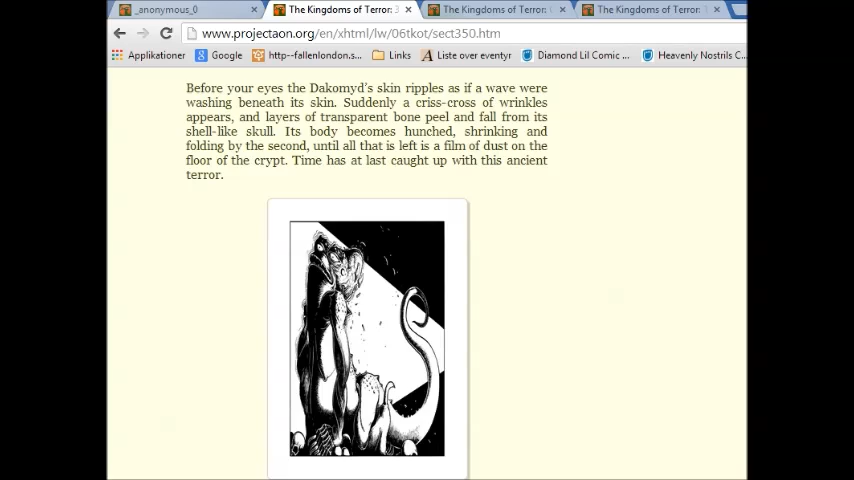 _anonymous_0
The Kingdoms of Terror: 3
The Kingdoms of Terror:
The Kingdoms of Terror:
www.projectaon.org/en/xhtml/lw/06tkot/sect350.htm
Applikationer
Google
http--fallenlondon.s...
Links
Liste over eventyr
Diamond Lil Comic ...
Heavenly Nostrils C...
Before your eyes the Dakomyd's skin ripples as if a wave were
washing beneath its skin. Suddenly a criss-cross of wrinkles
appears, and layers of transparent bone peel and fall from its
shell-like skull. Its body becomes hunched, shrinking and
folding by the second, until all that is left is a film of dust on the
floor of the crypt. Time has at last caught up with this ancient
terror.